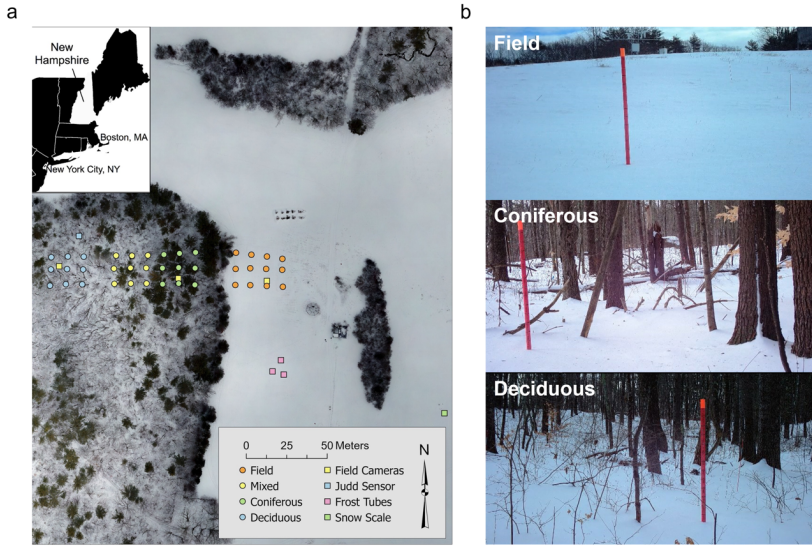 a
New
Hampshire
Boston, MA
New York City, NY
0 25 50 Meters
N
Field
Mixed
Coniferous
Deciduous
Field Cameras
Judd Sensor
Frost Tubes
Snow Scale
b
Field
Coniferous
Deciduous